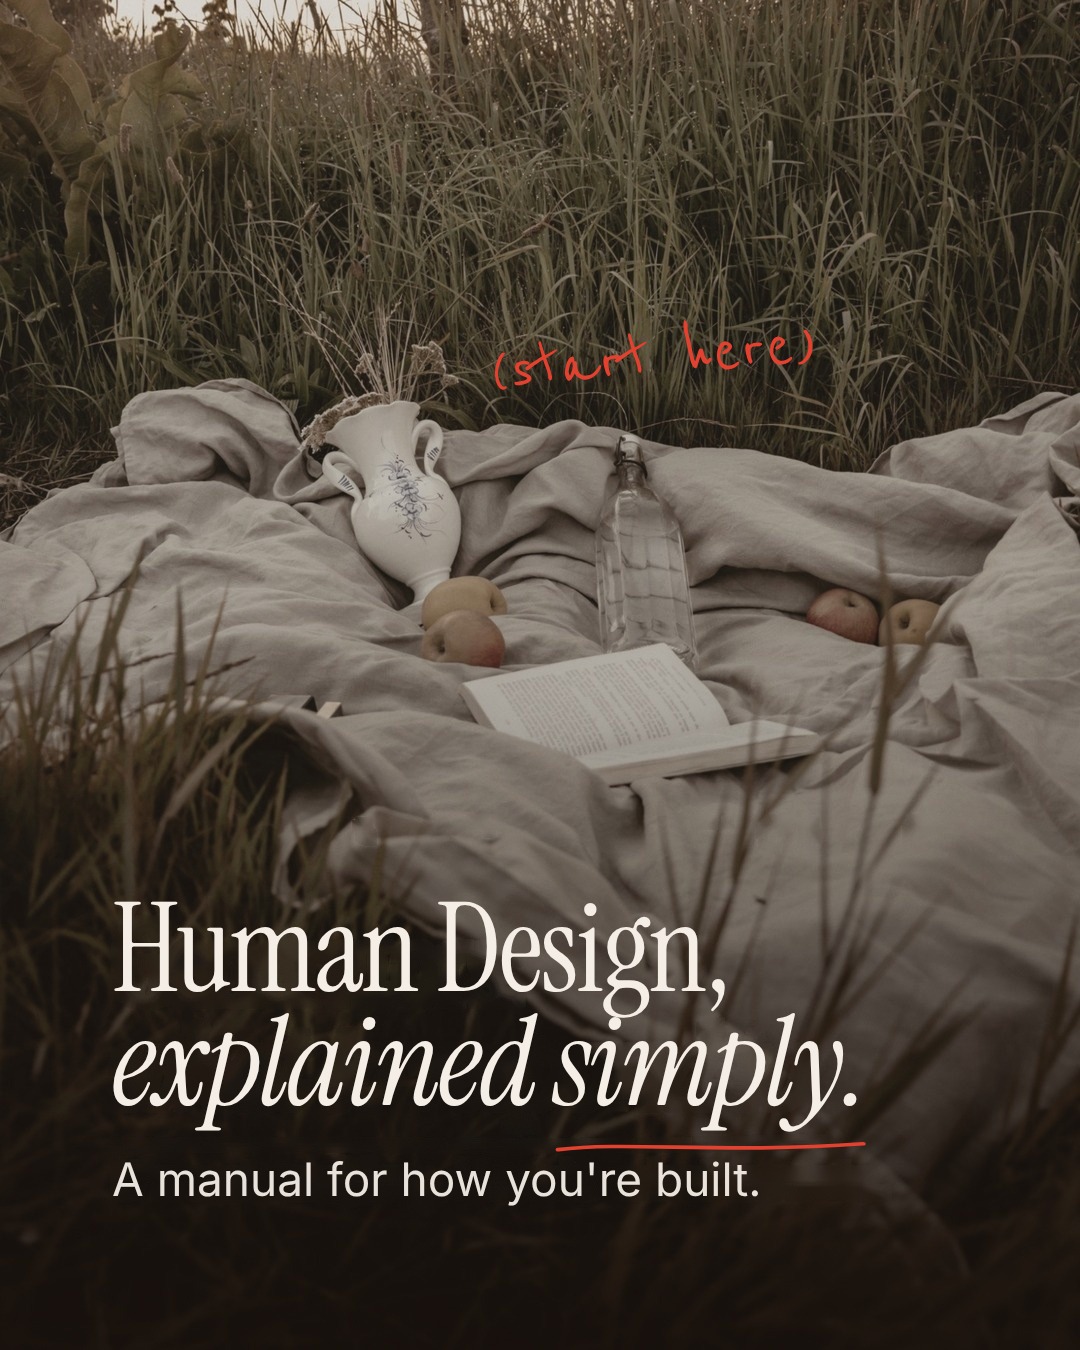 (start here)
Human Design,
explained simply.
A manual for how you're built.